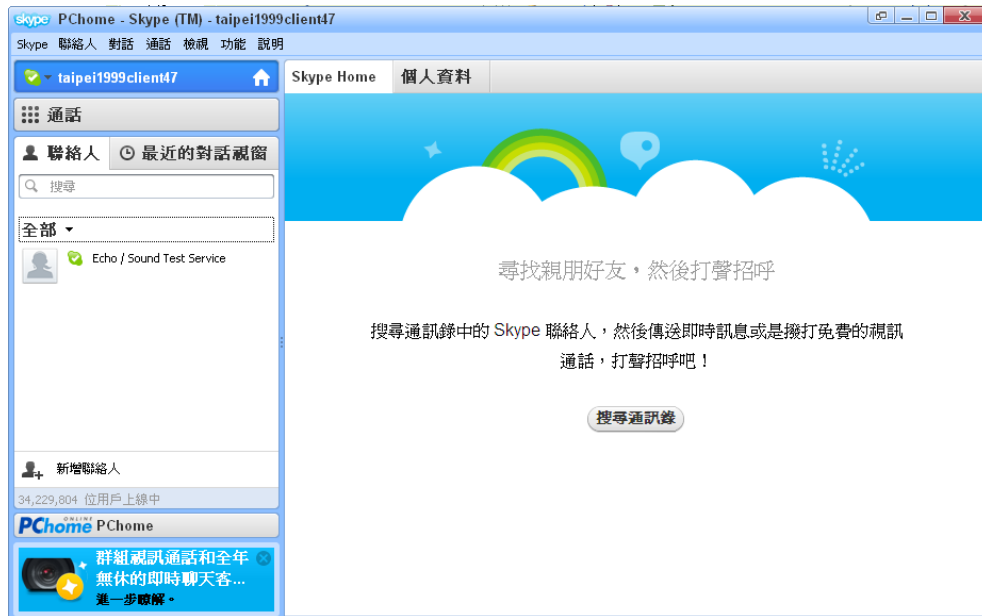 skype PChome - Skype (TM) - taipei1999client47
Skype 聯絡人 對話 通話 檢視 功能 說明
taipei1999client47
Skype Home 個人資料
通話
聯絡人 最近的對話視窗
搜尋
全部
Echo / Sound Test Service
尋找親朋好友，然後打聲招呼
搜尋通訊錄中的 Skype 聯絡人，然後傳送即時訊息或是撥打免費的視訊
通話，打聲招呼吧！
搜尋通訊錄
新增聯絡人
34,229,804 位用戶上線中
PChome ONLINE PChome
群組視訊通話和全年
無休的即時聊天客...
進一步瞭解。